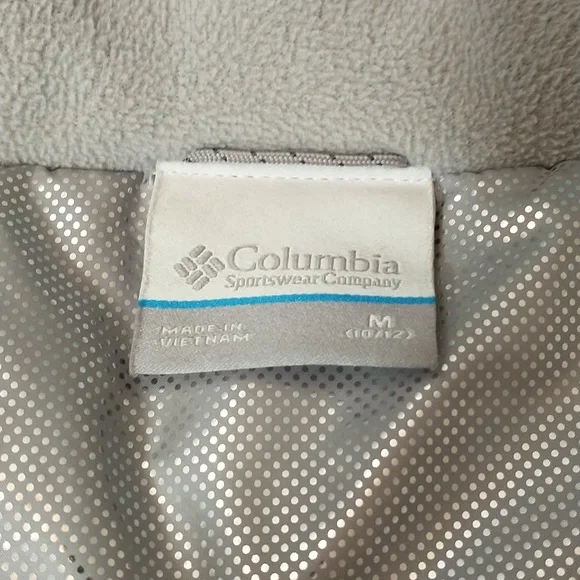 Columbia
Sportswear Company
MADE IN
VIETNAM
M
(10/12)